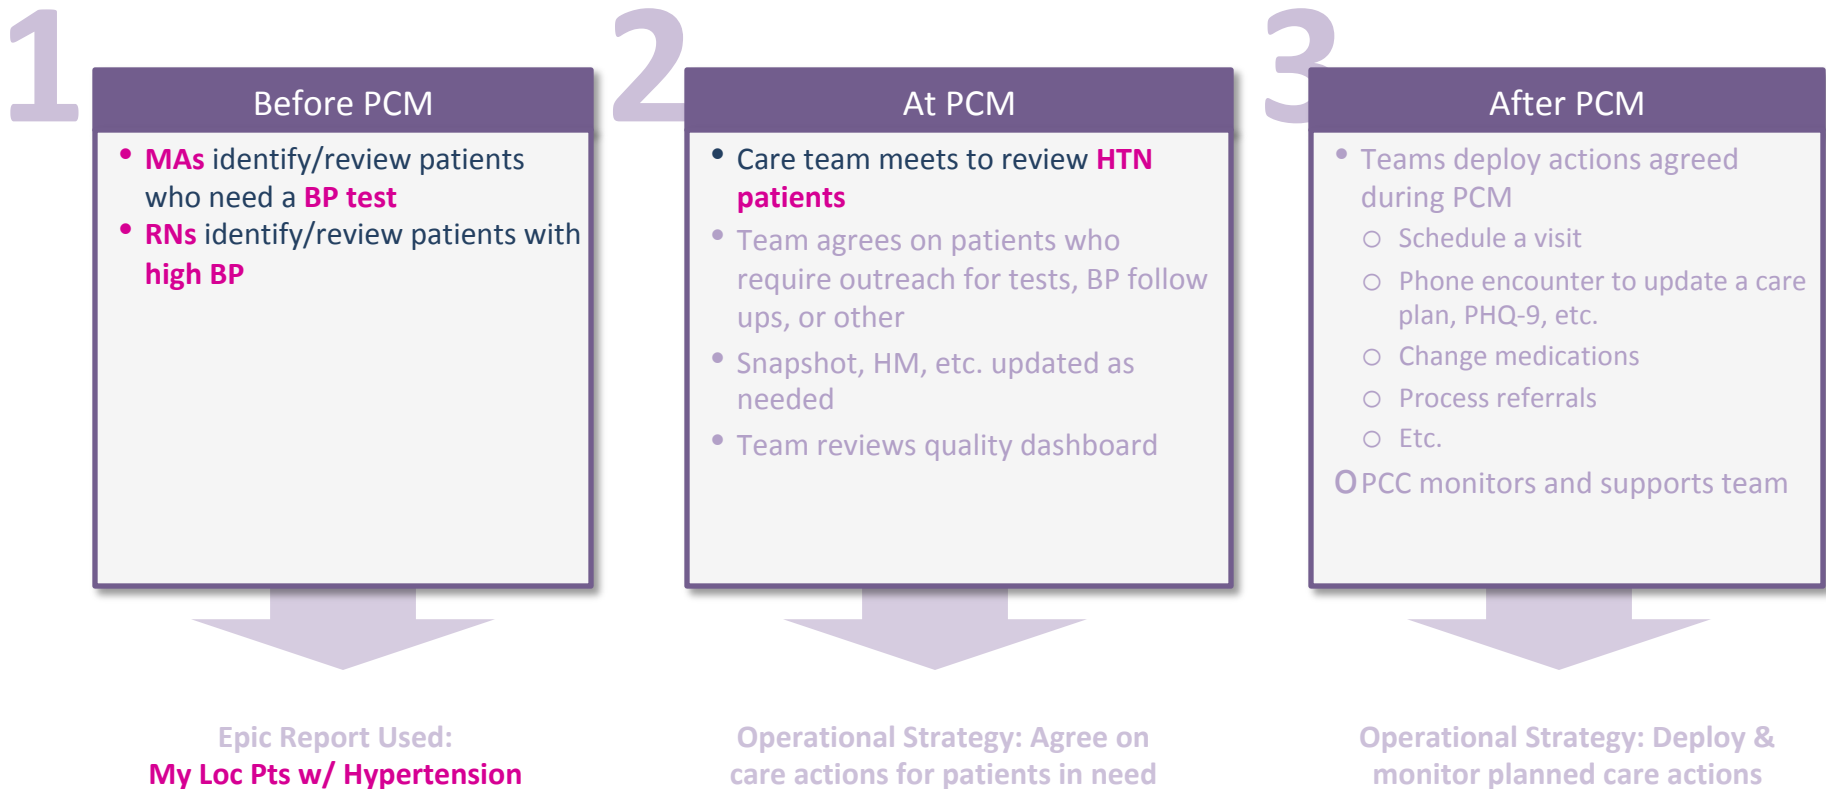 1
Before PCM
• MAs identify/review patients
who need a BP test
• RNs identify/review patients with
high BP
Epic Report Used:
My Loc Pts w/ Hypertension
2
At PCM
• Care team meets to review HTN
patients
• Team agrees on patients who
require outreach for tests, BP follow
ups, or other
• Snapshot, HM, etc. updated as
needed
• Team reviews quality dashboard
Operational Strategy: Agree on
care actions for patients in need
3
After PCM
• Teams deploy actions agreed
during PCM
o Schedule a visit
o Phone encounter to update a care
plan, PHQ-9, etc.
o Change medications
o Process referrals
o Etc.
o PCC monitors and supports team
Operational Strategy: Deploy &
monitor planned care actions